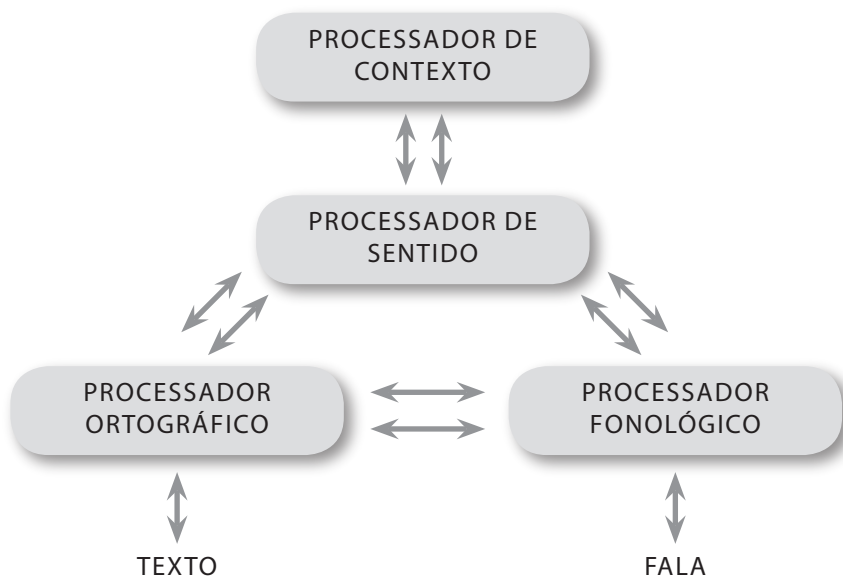 PROCESSADOR DE
CONTEXTO
PROCESSADOR DE
SENTIDO
PROCESSADOR
ORTOGRÁFICO
PROCESSADOR
FONOLÓGICO
TEXTO
FALA